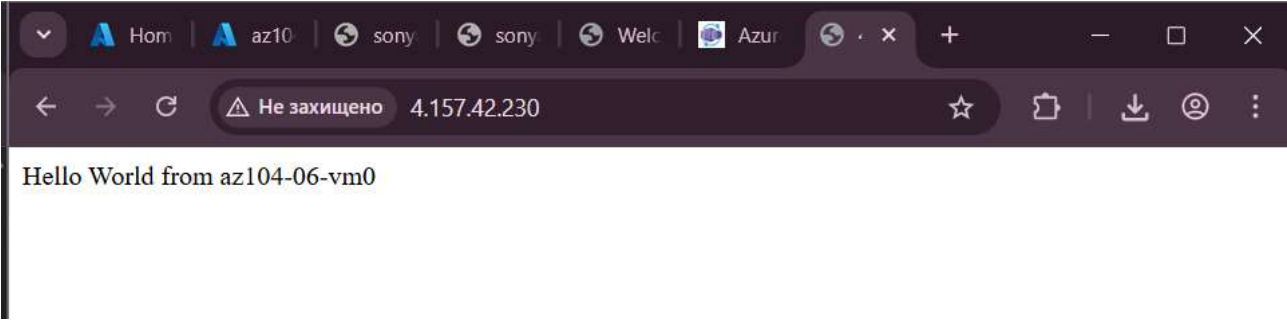 Hom az10 sony sony Welc Azur
Не захищено 4.157.42.230
Hello World from az104-06-vm0